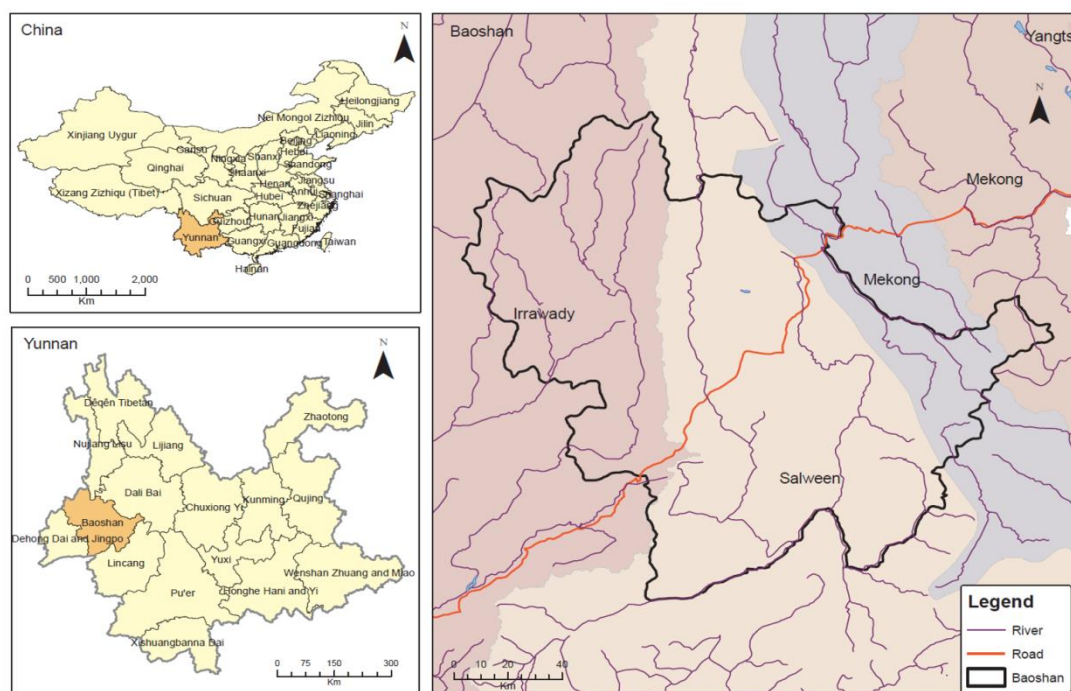 China
N
Heilongjiang
Nei Mongol Zizhiqu
Jilin
Xinjiang Uygur
Liaoning
Beijing
Gansu
Hebei
Ningxia
Shanxi
Shandong
Qinghai
Shaanxi
Henan
Jiangsu
Xizang Zizhiqu (Tibet)
Anhui
Shanghai
Sichuan
Hubei
Zhejiang
Guizhou
Hunan
Jiangxi
Fujian
Yunnan
Guangxi
Guangdong
Taiwan
Hainan
0 500 1,000 2,000
Km
Yunnan
N
Dêqên Tibetan
Zhaotong
Nujiang Lisu
Lijiang
Dali Bai
Kunming
Qujing
Chuxiong Yi
Baoshan
Dehong Dai and Jingpo
Yuxi
Lincang
Wenshan Zhuang and Miao
Honghe Hani and Yi
Pu'er
Xishuangbanna Dai
0 75 150 300
Km
Baoshan
Yangts
N
Mekong
Mekong
Irrawady
Salween
Legend
River
Road
Baoshan
0 5 10 20 30 40
Km